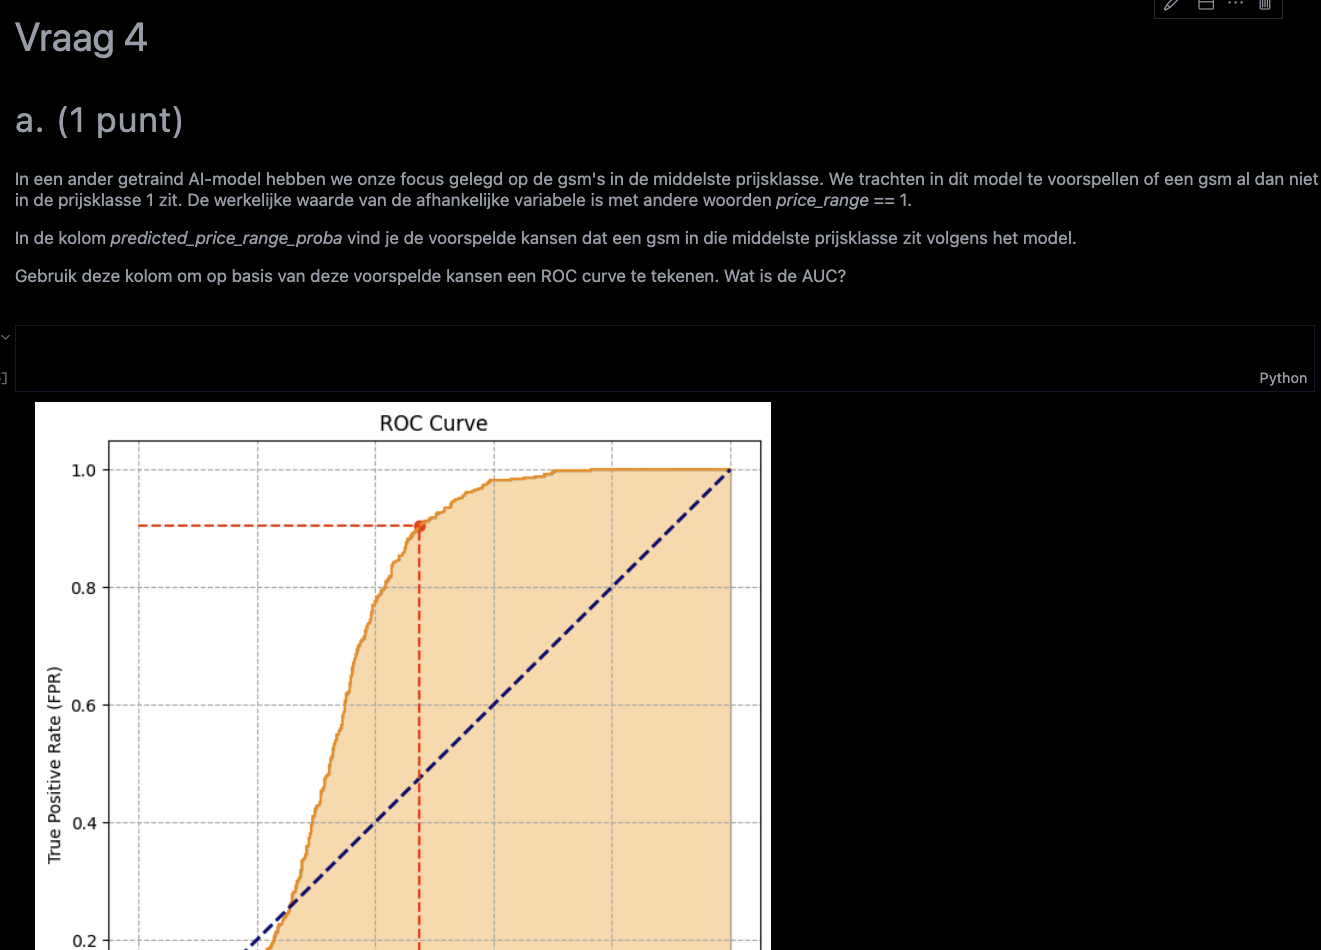 Vraag 4
a. (1 punt)
In een ander getraind AI-model hebben we onze focus gelegd op de gsm's in de middelste prijsklasse. We trachten in dit model te voorspellen of een gsm al dan niet
in de prijsklasse 1 zit. De werkelijke waarde van de afhankelijke variabele is met andere woorden price_range == 1.
In de kolom predicted_price_range_proba vind je de voorspelde kansen dat een gsm in die middelste prijsklasse zit volgens het model.
Gebruik deze kolom om op basis van deze voorspelde kansen een ROC curve te tekenen. Wat is de AUC?
]
Python
ROC Curve
1.0
0.8
0.6
0.4
0.2
True Positive Rate (FPR)